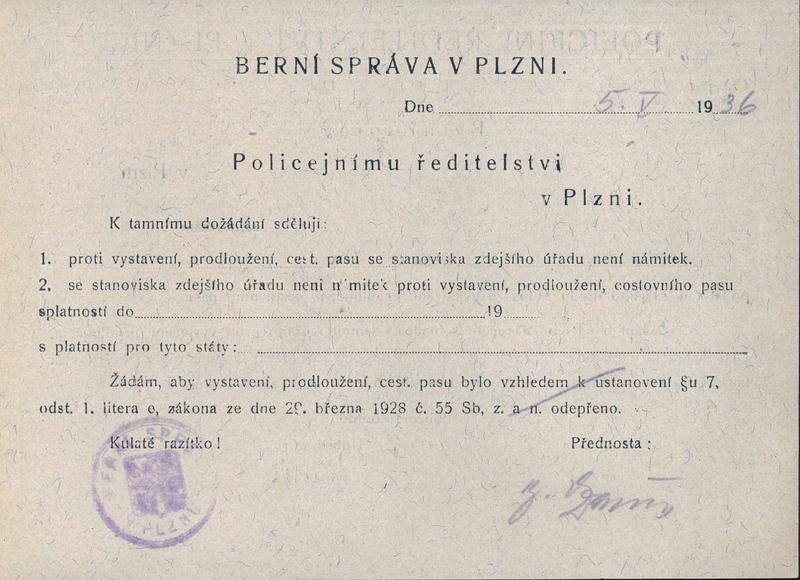 BERNÍ SPRÁVA V PLZNI.
Dne 5. V 1936
Policejnímu ředitelství
v Plzni.
K tamnímu dožádání sděluji:
1. proti vystavení, prodloužení, cest. pasu se stanoviska zdejšího úřadu není námitek.
2. se stanoviska zdejšího úřadu neni námitek proti vystavení, prodloužení, costovního pasu
splatností do 19
s platností pro tyto státy:
Žádám, aby vystavení, prodloužení, cest. pasu bylo vzhledem k ustanovení §u 7,
odst. 1. litera e, zákona ze dne 29. března 1928 č. 55 Sb, z. a n. odepřeno.
Kulaté razítko! Přednosta:
V PLZNI